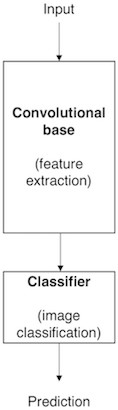 Input
Convolutional
base
(feature
extraction)
Classifier
(image
classification)
Prediction